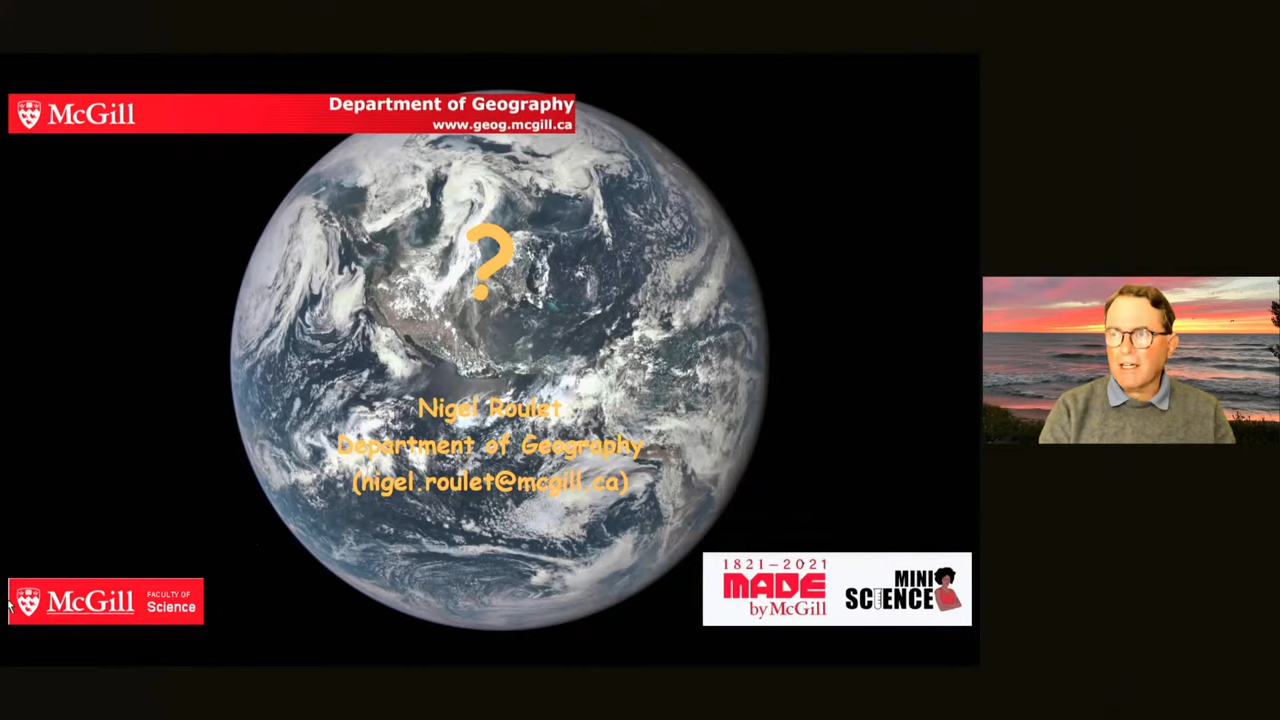 McGill
Department of Geography
www.geog.mcgill.ca
?
Nigel Roulet
Department of Geography
(nigel.roulet@mcgill.ca)
McGill
FACULTY OF
Science
1821–2021
MADE
by McGill
MINI
SCIENCE